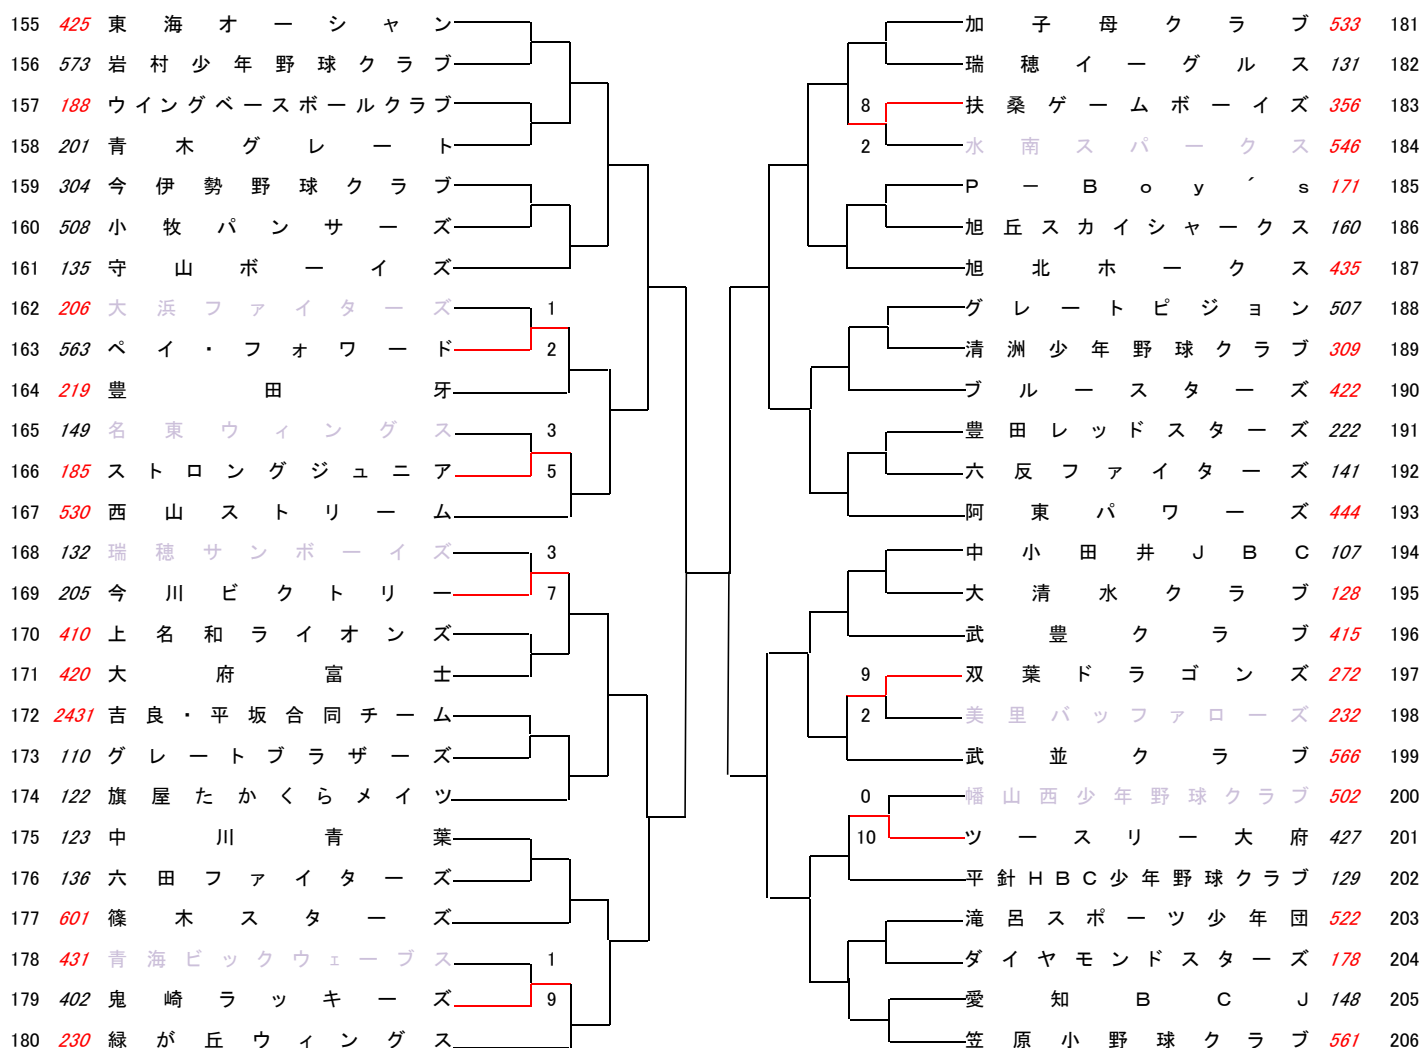 155 425 東海オーシャン
156 573 岩村少年野球クラブ
157 188 ウイングベースボールクラブ
158 201 青木グレート
159 304 今伊勢野球クラブ
160 508 小牧パンサーズ
161 135 守山ボーイズ
162 206 大浜ファイターズ 1
163 563 ペイ・フォワード 2
164 219 豊田牙
165 149 名東ウィングス 3
166 185 ストロングジュニア 5
167 530 西山ストリーム
168 132 瑞穂サンボーイズ 3
169 205 今川ビクトリー 7
170 410 上名和ライオンズ
171 420 大府富士
172 2431 吉良・平坂合同チーム
173 110 グレートブラザーズ
174 122 旗屋たかくらメイツ
175 123 中川青葉
176 136 六田ファイターズ
177 601 篠木スターズ
178 431 青海ビックウェーブス 1
179 402 鬼崎ラッキーズ 9
180 230 緑が丘ウィングス
加子母クラブ 533 181
瑞穂イーグルス 131 182
8 扶桑ゲームボーイズ 356 183
2 水南スパークス 546 184
P－Boy´s 171 185
旭丘スカイシャークス 160 186
旭北ホークス 435 187
グレートピジョン 507 188
清洲少年野球クラブ 309 189
ブルースターズ 422 190
豊田レッドスターズ 222 191
六反ファイターズ 141 192
阿東パワーズ 444 193
中小田井JBC 107 194
大清水クラブ 128 195
武豊クラブ 415 196
9 双葉ドラゴンズ 272 197
2 美里バッファローズ 232 198
武並クラブ 566 199
0 幡山西少年野球クラブ 502 200
10 ツースリー大府 427 201
平針HBC少年野球クラブ 129 202
滝呂スポーツ少年団 522 203
ダイヤモンドスターズ 178 204
愛知BCJ 148 205
笠原小野球クラブ 561 206